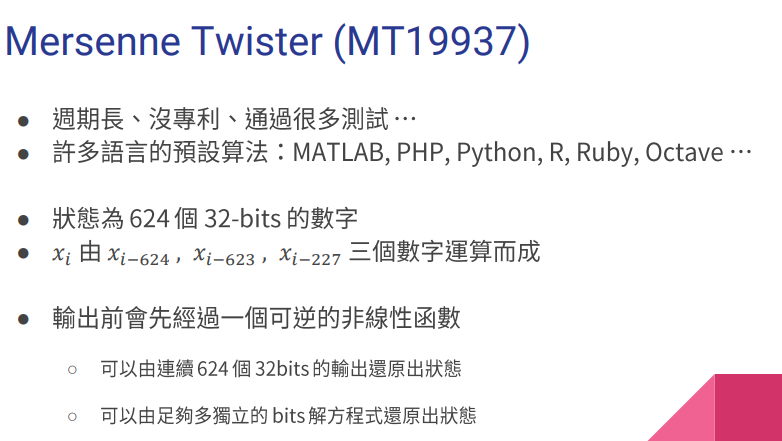 Mersenne Twister (MT19937)
● 週期長、沒專利、通過很多測試 …
● 許多語言的預設算法：MATLAB, PHP, Python, R, Ruby, Octave …
● 狀態為 624 個 32-bits 的數字
● xᵢ 由 xᵢ₋₆₂₄ , xᵢ₋₆₂₃ , xᵢ₋₂₂₇ 三個數字運算而成
● 輸出前會先經過一個可逆的非線性函數
○ 可以由連續 624 個 32bits 的輸出還原出狀態
○ 可以由足夠多獨立的 bits 解方程式還原出狀態